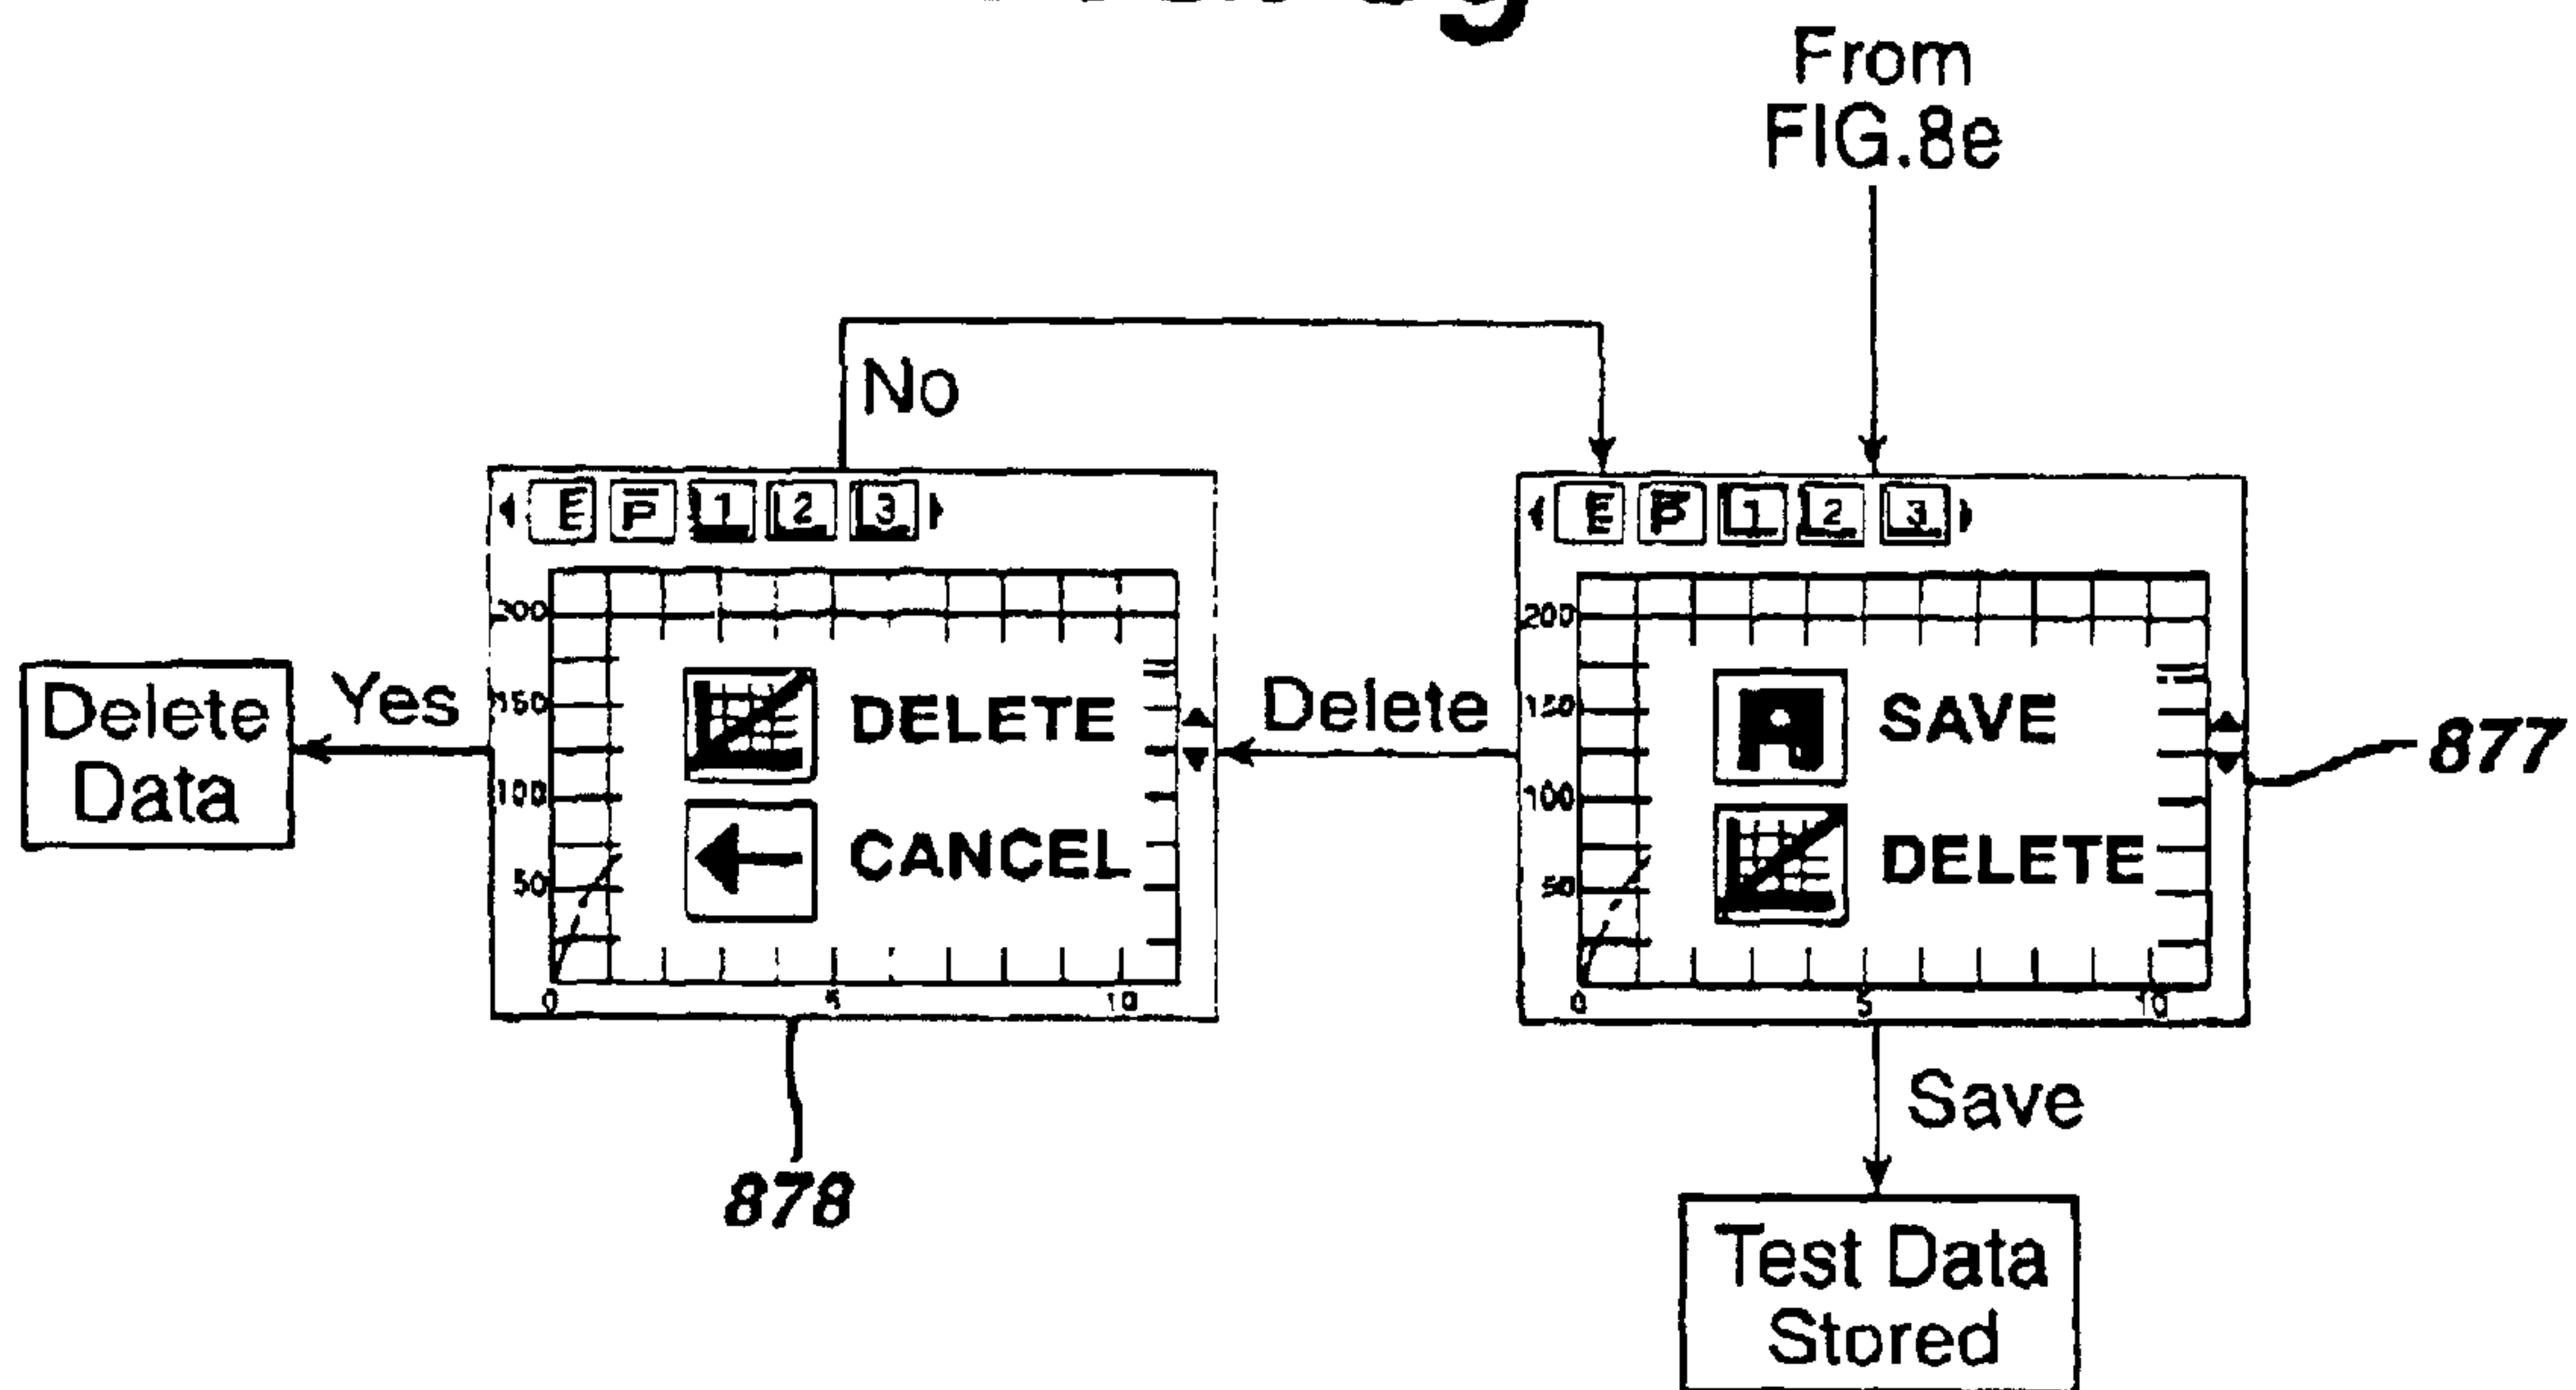 From
FIG.8e
No
E P 1 2 3
E P 1 2 3
200
150
100
50
0 5 10
DELETE
CANCEL
Yes
Delete
Data
Delete
200
150
100
50
0 5 10
SAVE
DELETE
877
878
Save
Test Data
Stored